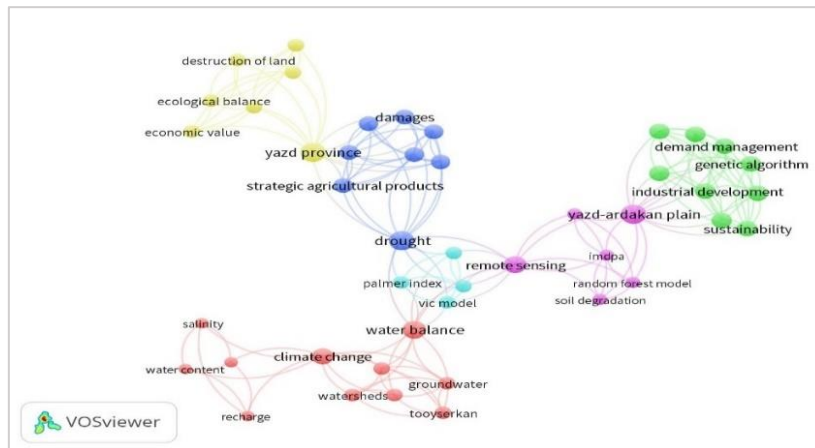 destruction of land
ecological balance
economic value
yazd province
damages
strategic agricultural products
drought
demand management
genetic algorithm
industrial development
yazd-ardakan plain
sustainability
remote sensing
imdpa
random forest model
soil degradation
palmer index
vic model
water balance
salinity
climate change
water content
groundwater
watersheds
recharge
tooyserkan
VOSviewer